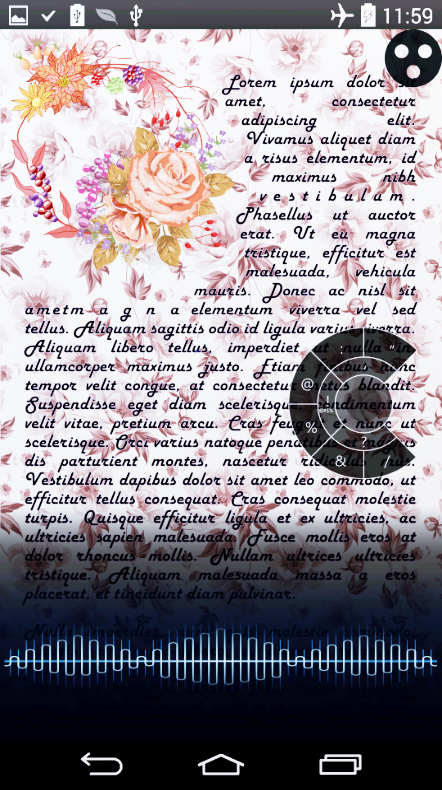 11:59
Lorem ipsum dolor sit
amet, consectetur
adipiscing elit.
Vivamus aliquet diam
a risus elementum, id
maximus nibh
vestibulum.
Phasellus ut auctor
erat. Ut eu magna
tristique, efficitur est
malesuada, vehicula
mauris. Donec ac nisl sit
ametm a g n a elementum viverra vel sed
tellus. Aliquam sagittis odio id ligula varius viverra.
Aliquam libero tellus, imperdiet ut nulla in,
ullamcorper maximus justo. Etiam finibus nunc
tempor velit congue, at consectetur metus blandit.
Suspendisse eget diam scelerisque, condimentum
velit vitae, pretium arcu. Cras feugiat nunc ut
scelerisque. Orci varius natoque penatibus et magnis
dis parturient montes, nascetur ridiculus mus.
Vestibulum dapibus dolor sit amet leo commodo, ut
efficitur tellus consequat. Cras consequat molestie
turpis. Quisque efficitur ligula et ex ultricies, ac
ultricies sapien malesuada. Fusce mollis eros at
dolor rhoncus mollis. Nullam ultrices ultricies
tristique. Aliquam malesuada massa a eros
placerat, et tincidunt diam pulvinar.
Nulla imperdiet molestie commodo
; "
@
%
& ? /